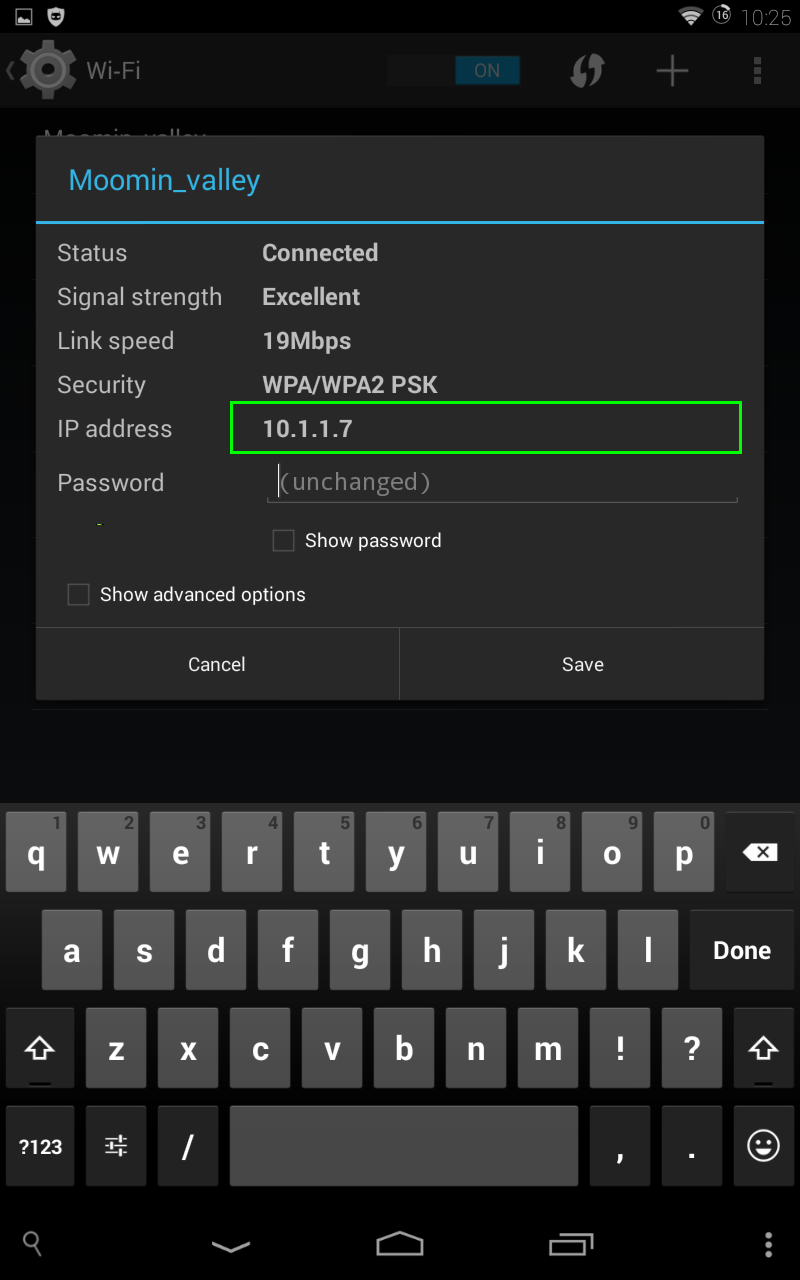 16 10:25
Wi-Fi ON
Moomin_valley
Moomin_valley
Status Connected
Signal strength Excellent
Link speed 19Mbps
Security WPA/WPA2 PSK
IP address 10.1.1.7
Password (unchanged)
Show password
Show advanced options
Cancel Save
1 2 3 4 5 6 7 8 9 0
q w e r t y u i o p
a s d f g h j k l Done
z x c v b n m ! ?
?123 / , .